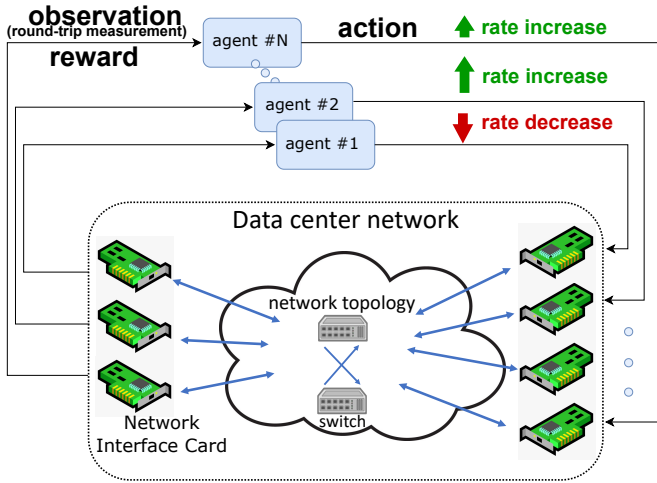 observation
(round-trip measurement)
reward
agent #N
action
rate increase
agent #2
rate increase
agent #1
rate decrease
Data center network
network topology
switch
Network
Interface Card